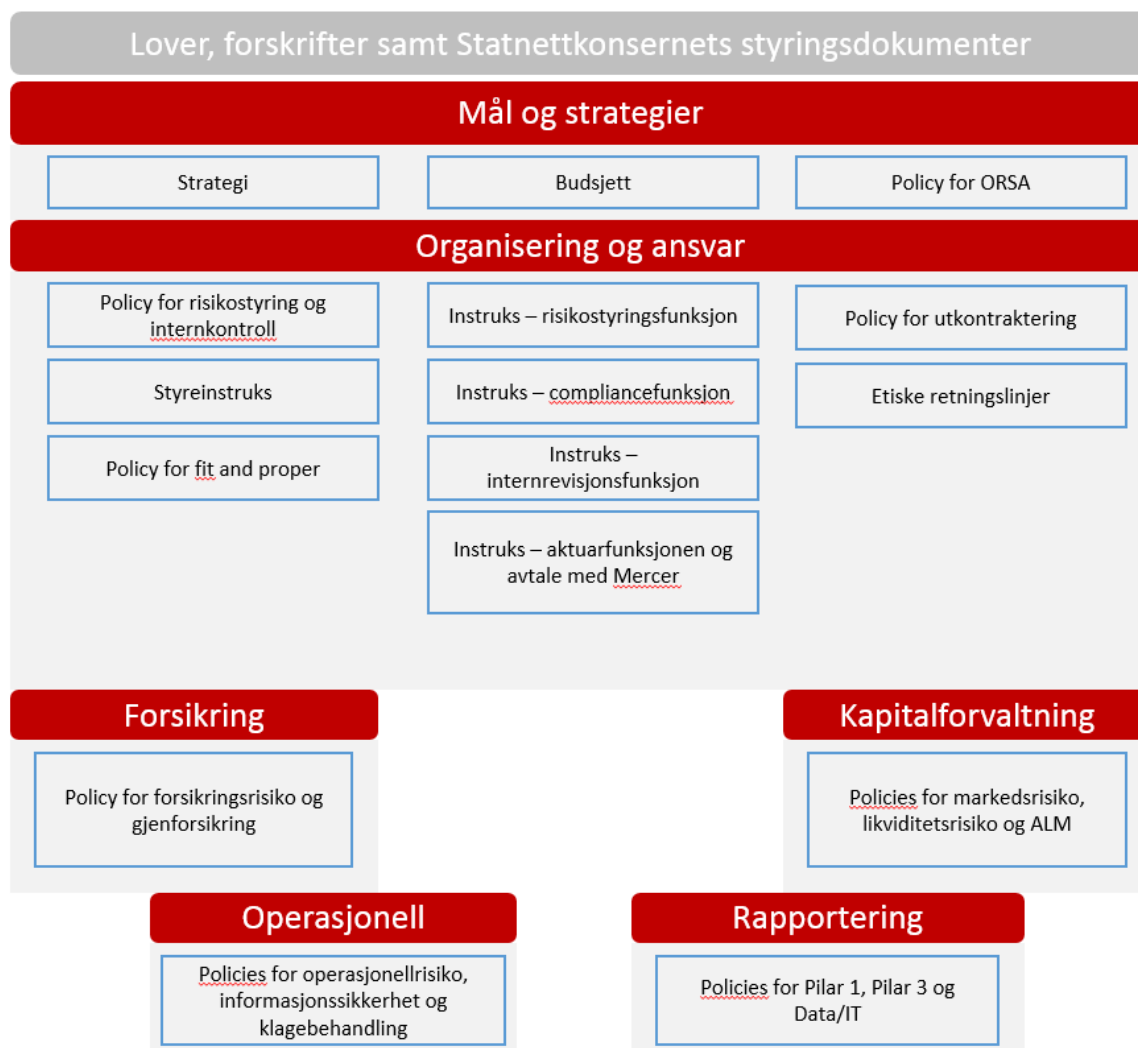 Lover, forskrifter samt Statnettkonsernets styringsdokumenter
Mål og strategier
Strategi
Budsjett
Policy for ORSA
Organisering og ansvar
Policy for risikostyring og
internkontroll
Styreinstruks
Policy for fit and proper
Instruks – risikostyringsfunksjon
Instruks – compliancefunksjon
Instruks –
internrevisjonsfunksjon
Instruks – aktuarfunksjonen og
avtale med Mercer
Policy for utkontraktering
Etiske retningslinjer
Forsikring
Policy for forsikringsrisiko og
gjenforsikring
Kapitalforvaltning
Policies for markedsrisiko,
likviditetsrisiko og ALM
Operasjonell
Policies for operasjonellrisiko,
informasjonssikkerhet og
klagebehandling
Rapportering
Policies for Pilar 1, Pilar 3 og
Data/IT